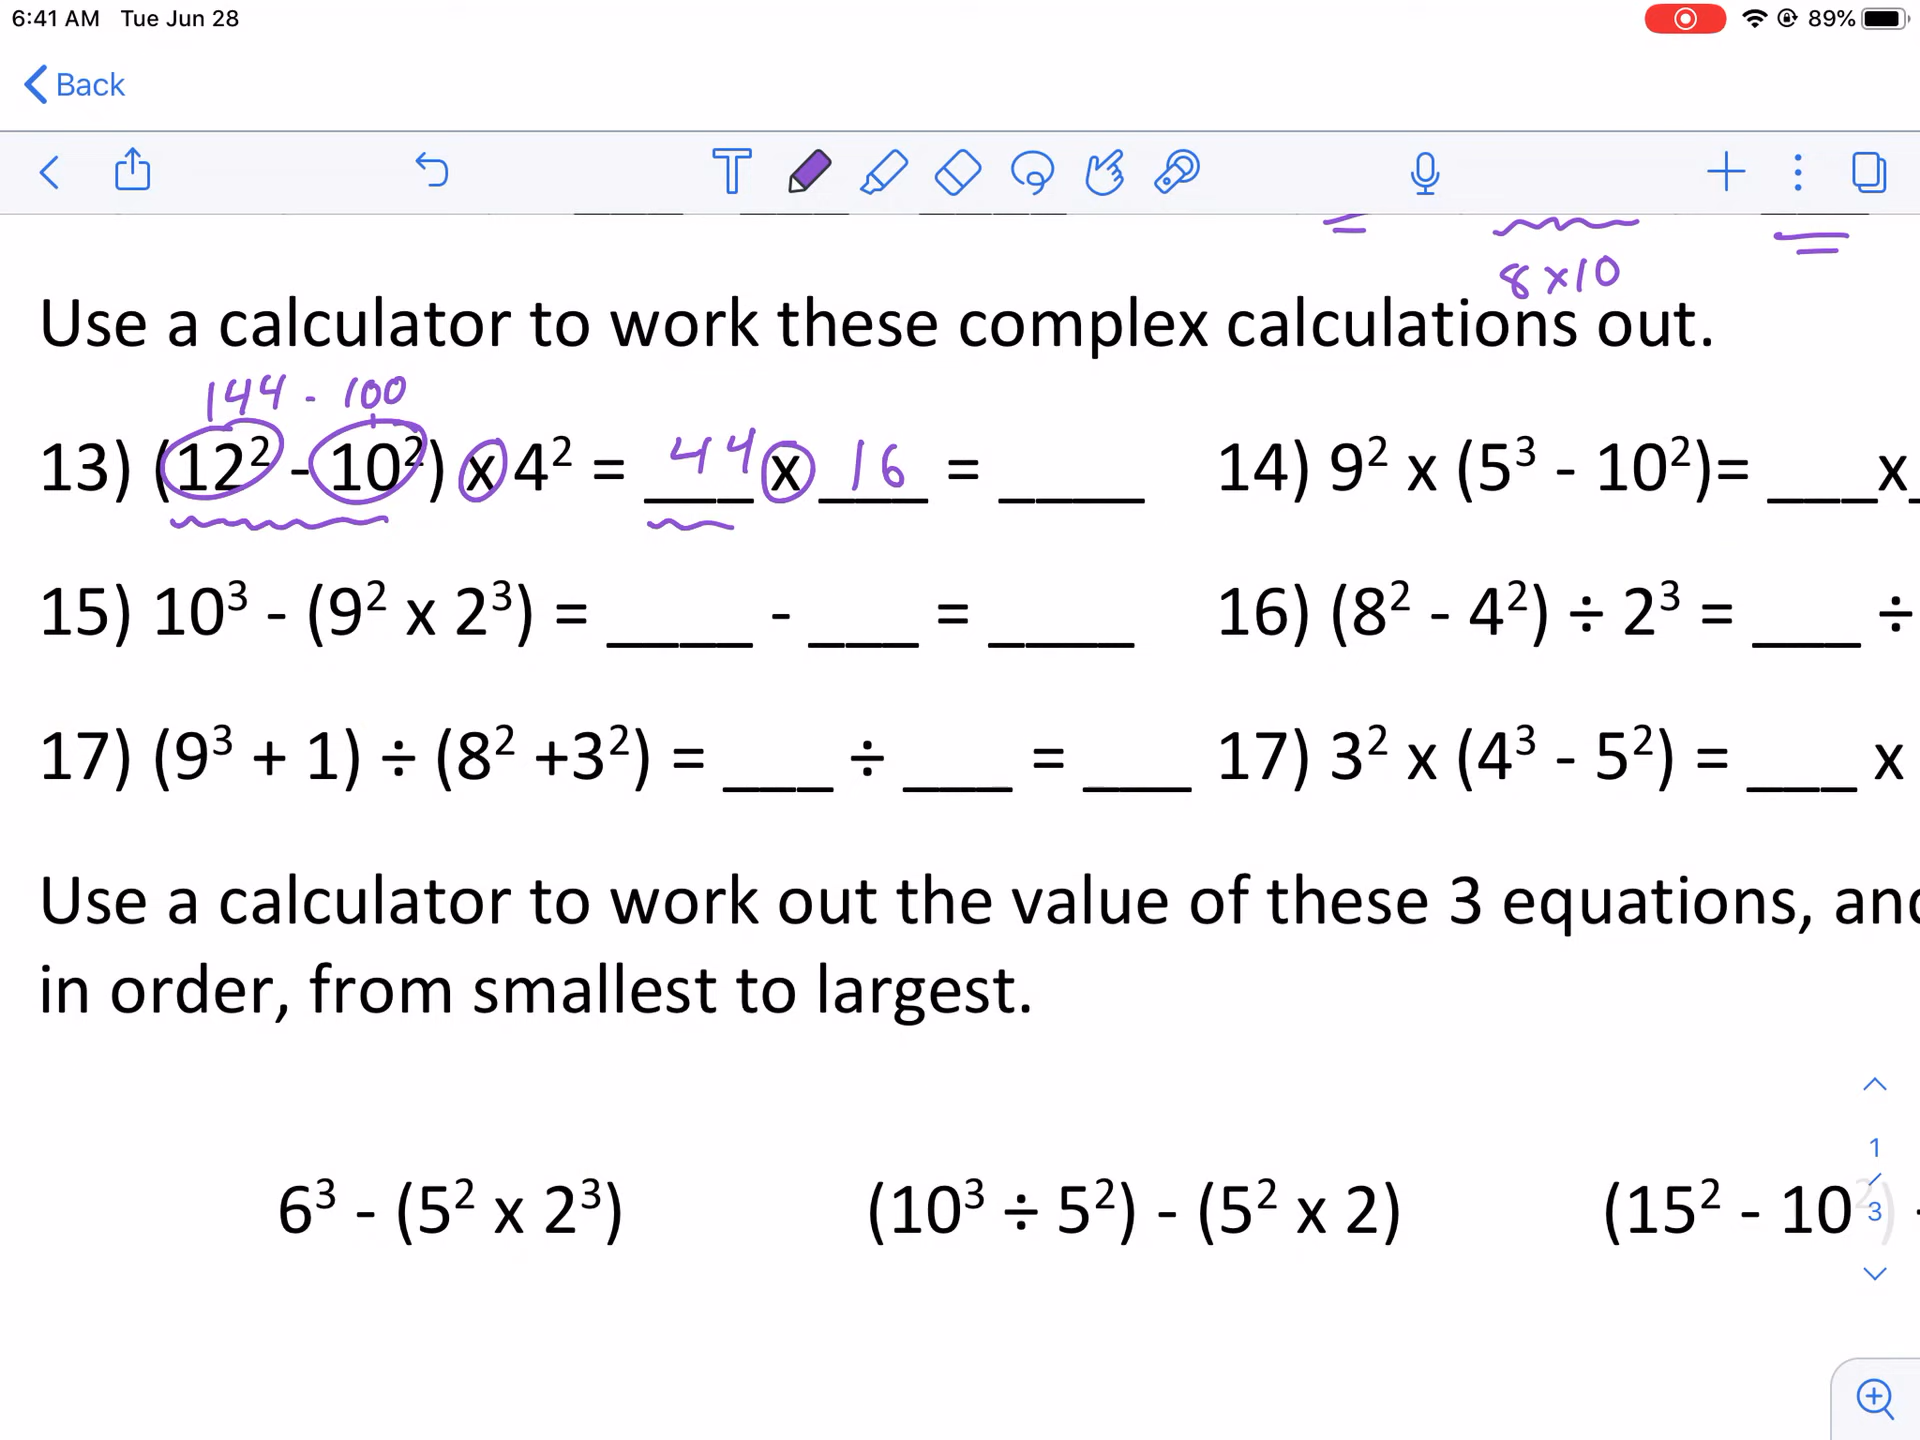 6:41 AM Tue Jun 28
89%
Back
8 x 10
Use a calculator to work these complex calculations out.
144 - 100
13) (12² - 10²) x 4² = 44 x 16 = ____
14) 9² x (5³ - 10²)= ___x_
15) 10³ - (9² x 2³) = ____ - ___ = ____
16) (8² - 4²) ÷ 2³ = ___ ÷
17) (9³ + 1) ÷ (8² +3²) = ___ ÷ ___ = ___
17) 3² x (4³ - 5²) = ___ x
Use a calculator to work out the value of these 3 equations, and
in order, from smallest to largest.
6³ - (5² x 2³)
(10³ ÷ 5²) - (5² x 2)
(15² - 10²) -
1/3